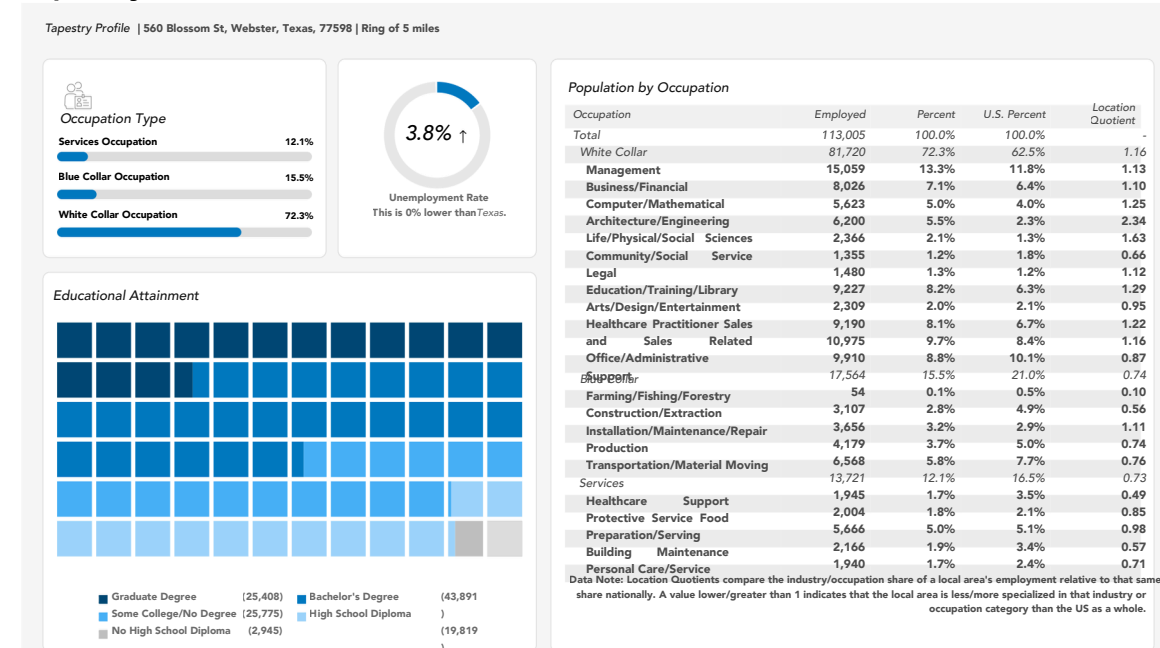 Tapestry Profile | 560 Blossom St, Webster, Texas, 77598 | Ring of 5 miles
Occupation Type
Services Occupation 12.1%
Blue Collar Occupation 15.5%
White Collar Occupation 72.3%
3.8% ↑
Unemployment Rate
This is 0% lower than Texas.
Educational Attainment
Graduate Degree (25,408) Bachelor's Degree (43,891
Some College/No Degree (25,775) High School Diploma )
No High School Diploma (2,945) (19,819
)
Population by Occupation
Occupation Employed Percent U.S. Percent Location Quotient
Total 113,005 100.0% 100.0% -
White Collar 81,720 72.3% 62.5% 1.16
Management 15,059 13.3% 11.8% 1.13
Business/Financial 8,026 7.1% 6.4% 1.10
Computer/Mathematical 5,623 5.0% 4.0% 1.25
Architecture/Engineering 6,200 5.5% 2.3% 2.34
Life/Physical/Social Sciences 2,366 2.1% 1.3% 1.63
Community/Social Service 1,355 1.2% 1.8% 0.66
Legal 1,480 1.3% 1.2% 1.12
Education/Training/Library 9,227 8.2% 6.3% 1.29
Arts/Design/Entertainment 2,309 2.0% 2.1% 0.95
Healthcare Practitioner Sales 9,190 8.1% 6.7% 1.22
and Sales Related 10,975 9.7% 8.4% 1.16
Office/Administrative 9,910 8.8% 10.1% 0.87
Support
Blue Collar 17,564 15.5% 21.0% 0.74
Farming/Fishing/Forestry 54 0.1% 0.5% 0.10
Construction/Extraction 3,107 2.8% 4.9% 0.56
Installation/Maintenance/Repair 3,656 3.2% 2.9% 1.11
Production 4,179 3.7% 5.0% 0.74
Transportation/Material Moving 6,568 5.8% 7.7% 0.76
Services 13,721 12.1% 16.5% 0.73
Healthcare Support 1,945 1.7% 3.5% 0.49
Protective Service Food 2,004 1.8% 2.1% 0.85
Preparation/Serving 5,666 5.0% 5.1% 0.98
Building Maintenance 2,166 1.9% 3.4% 0.57
Personal Care/Service 1,940 1.7% 2.4% 0.71
Data Note: Location Quotients compare the industry/occupation share of a local area's employment relative to that same
share nationally. A value lower/greater than 1 indicates that the local area is less/more specialized in that industry or
occupation category than the US as a whole.